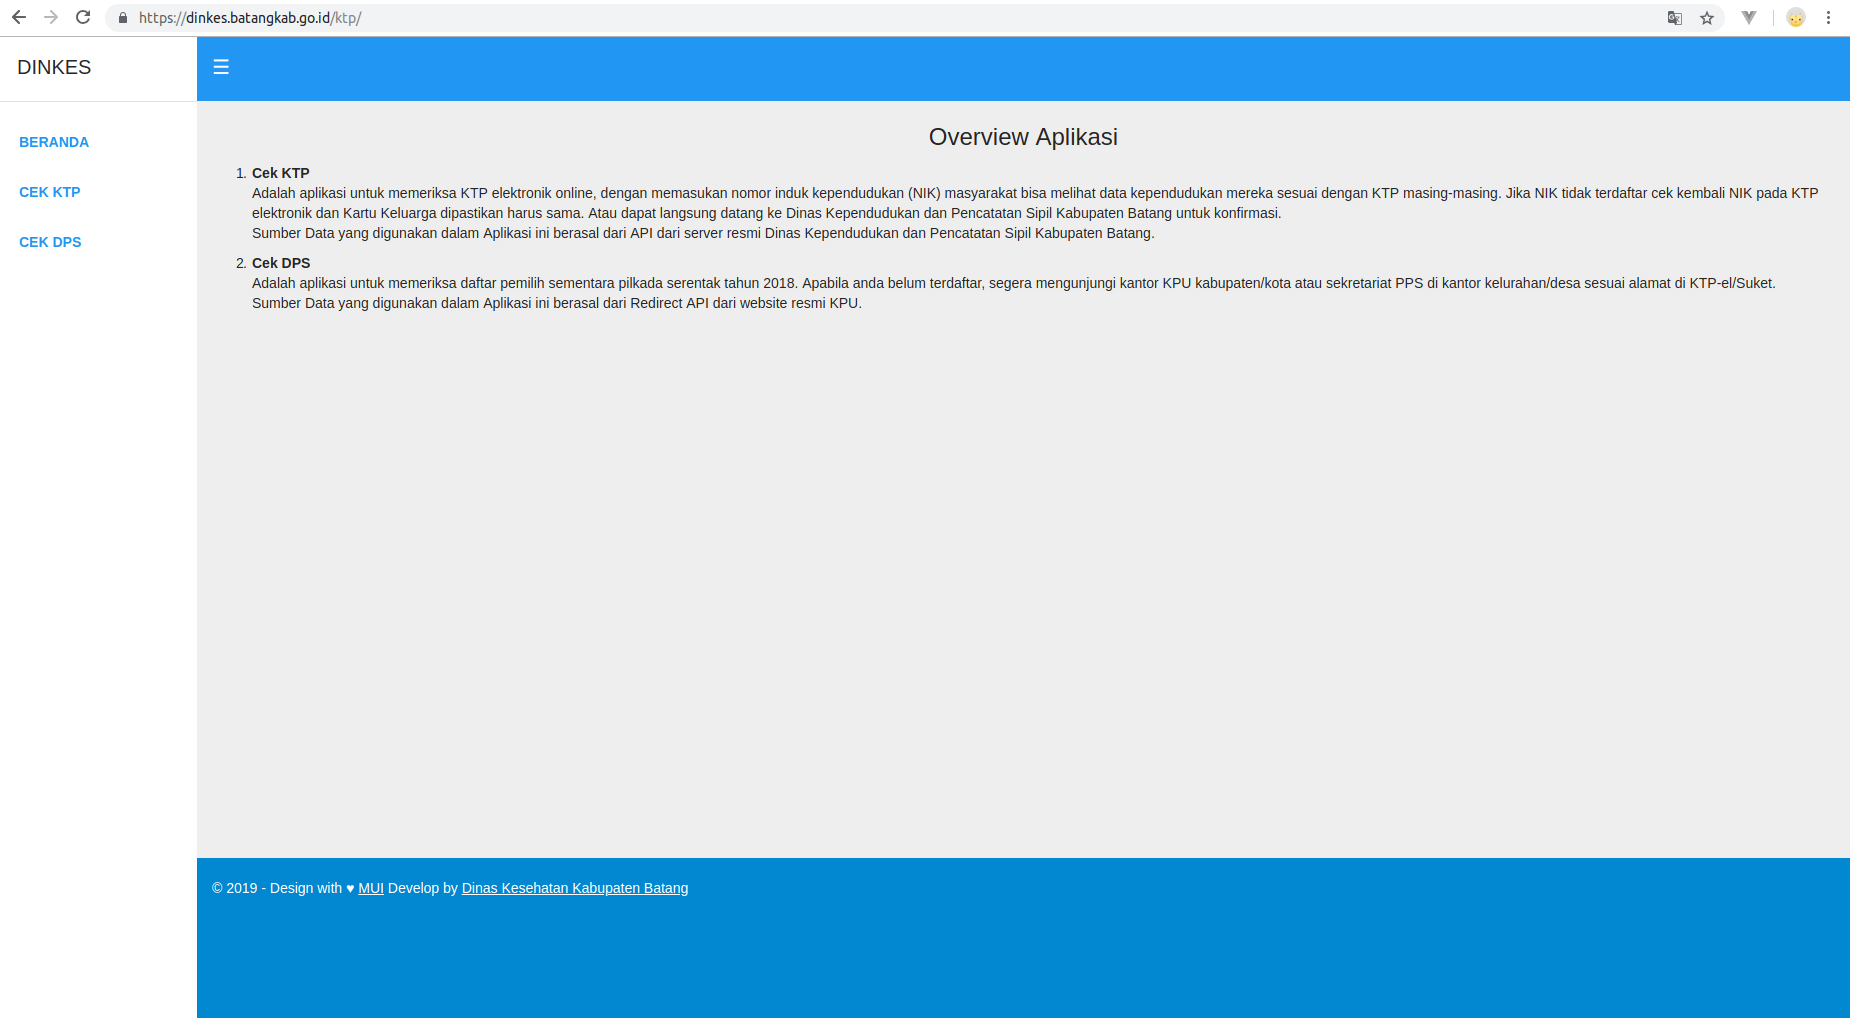 https://dinkes.batangkab.go.id/ktp/
DINKES
BERANDA
CEK KTP
CEK DPS
Overview Aplikasi
1. Cek KTP
Adalah aplikasi untuk memeriksa KTP elektronik online, dengan memasukan nomor induk kependudukan (NIK) masyarakat bisa melihat data kependudukan mereka sesuai dengan KTP masing-masing. Jika NIK tidak terdaftar cek kembali NIK pada KTP
elektronik dan Kartu Keluarga dipastikan harus sama. Atau dapat langsung datang ke Dinas Kependudukan dan Pencatatan Sipil Kabupaten Batang untuk konfirmasi.
Sumber Data yang digunakan dalam Aplikasi ini berasal dari API dari server resmi Dinas Kependudukan dan Pencatatan Sipil Kabupaten Batang.
2. Cek DPS
Adalah aplikasi untuk memeriksa daftar pemilih sementara pilkada serentak tahun 2018. Apabila anda belum terdaftar, segera mengunjungi kantor KPU kabupaten/kota atau sekretariat PPS di kantor kelurahan/desa sesuai alamat di KTP-el/Suket.
Sumber Data yang digunakan dalam Aplikasi ini berasal dari Redirect API dari website resmi KPU.
© 2019 - Design with ♥ MUI Develop by Dinas Kesehatan Kabupaten Batang